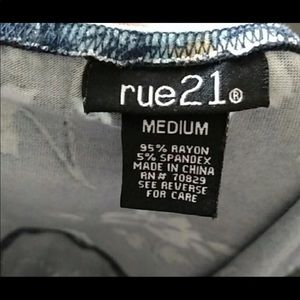 rue21®
MEDIUM
95% RAYON
5% SPANDEX
MADE IN CHINA
RN# 70829
SEE REVERSE
FOR CARE